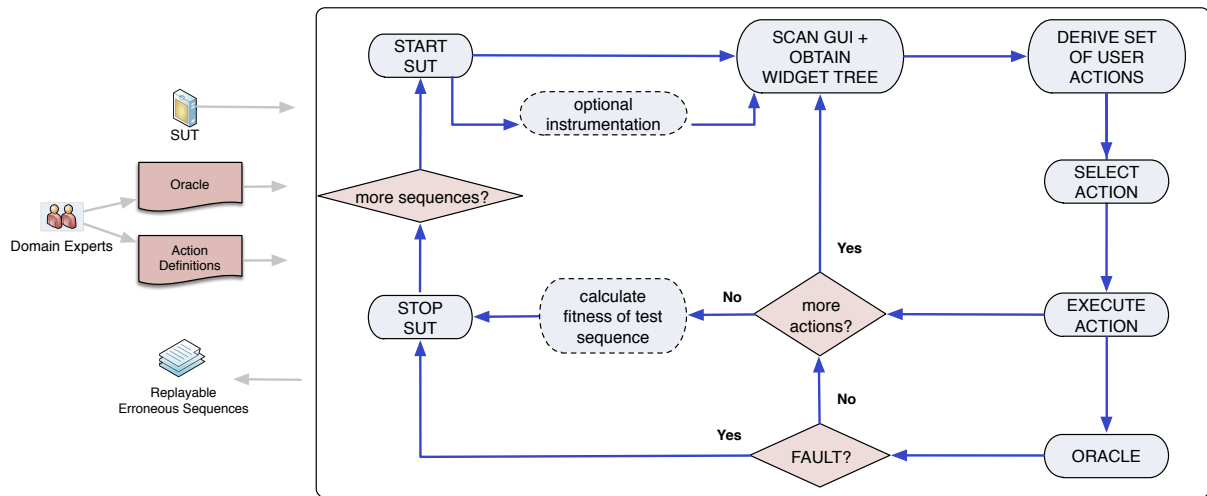 START
SUT
SCAN GUI +
OBTAIN
WIDGET TREE
DERIVE SET
OF USER
ACTIONS
optional
instrumentation
SUT
Oracle
more sequences?
SELECT
ACTION
Domain Experts
Action
Definitions
Yes
STOP
SUT
calculate
fitness of test
sequence
No
more
actions?
EXECUTE
ACTION
Replayable
Erroneous Sequences
No
Yes
FAULT?
ORACLE